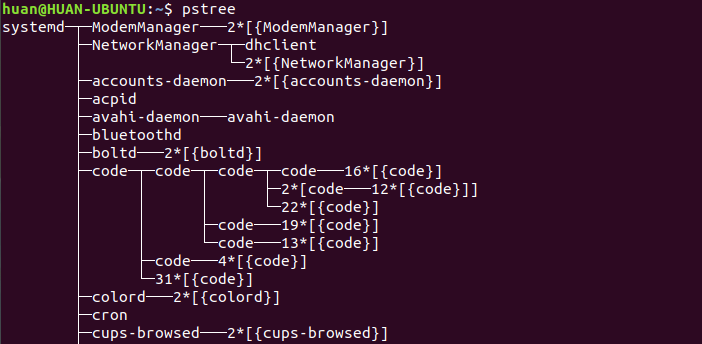 huan@HUAN-UBUNTU:~$ pstree
systemd─┬─ModemManager───2*[{ModemManager}]
        ├─NetworkManager─┬─dhclient
        │                └─2*[{NetworkManager}]
        ├─accounts-daemon───2*[{accounts-daemon}]
        ├─acpid
        ├─avahi-daemon───avahi-daemon
        ├─bluetoothd
        ├─boltd───2*[{boltd}]
        ├─code─┬─code─┬─code─┬─code───16*[{code}]
        │      │      │      ├─2*[code───12*[{code}]]
        │      │      │      └─22*[{code}]
        │      │      ├─code───19*[{code}]
        │      │      └─code───13*[{code}]
        │      ├─code───4*[{code}]
        │      └─31*[{code}]
        ├─colord───2*[{colord}]
        ├─cron
        ├─cups-browsed───2*[{cups-browsed}]